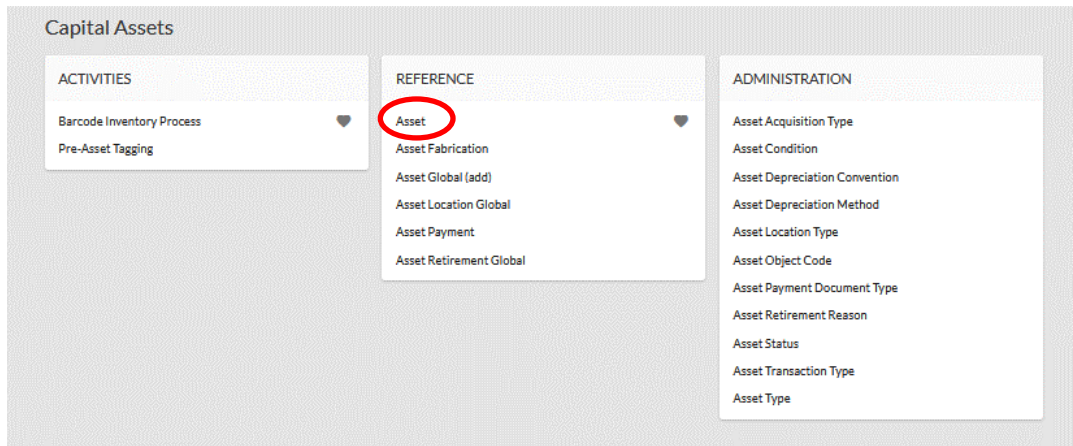 Capital Assets
ACTIVITIES
Barcode Inventory Process
Pre-Asset Tagging
REFERENCE
Asset
Asset Fabrication
Asset Global (add)
Asset Location Global
Asset Payment
Asset Retirement Global
ADMINISTRATION
Asset Acquisition Type
Asset Condition
Asset Depreciation Convention
Asset Depreciation Method
Asset Location Type
Asset Object Code
Asset Payment Document Type
Asset Retirement Reason
Asset Status
Asset Transaction Type
Asset Type